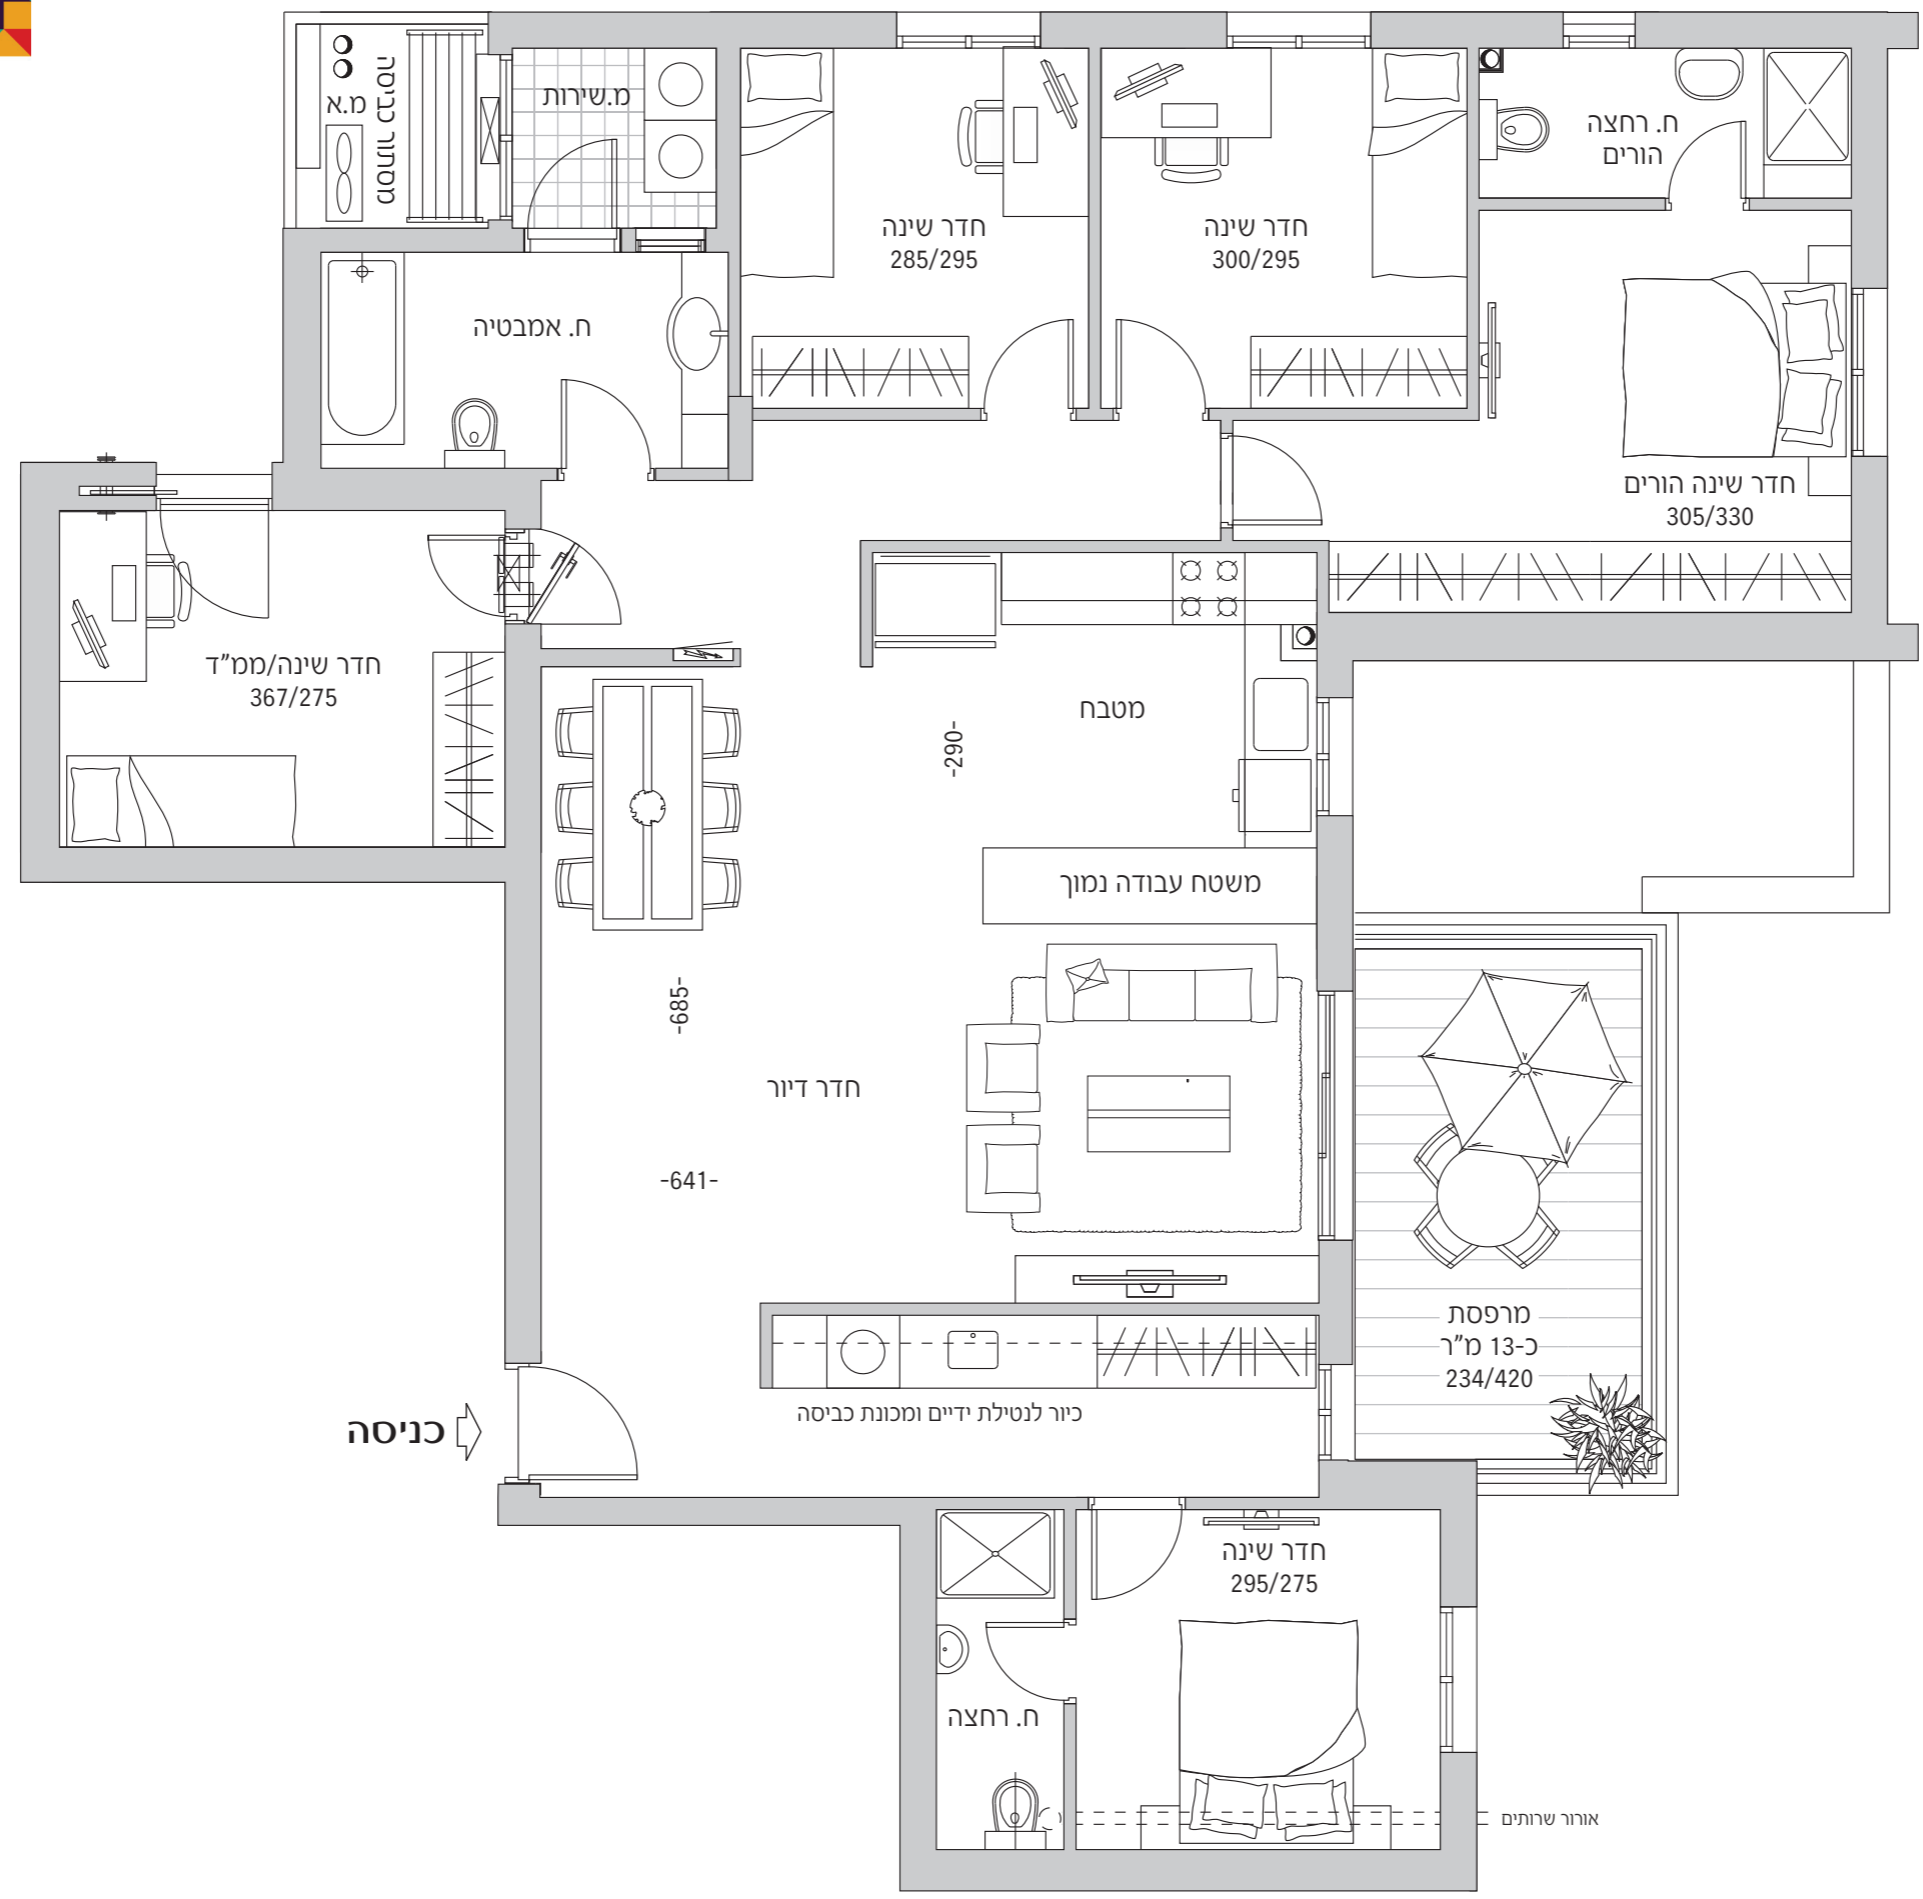 מ.שירות
מ.א
מסתור כביסה
ח. רחצה
הורים
חדר שינה
285/295
חדר שינה
300/295
ח. אמבטיה
חדר שינה הורים
305/330
חדר שינה/ממ"ד
367/275
מטבח
-290-
משטח עבודה נמוך
-685-
חדר דיור
-641-
מרפסת
כ-13 מ"ר
234/420
כיור לנטילת ידיים ומכונת כביסה
כניסה
חדר שינה
295/275
ח. רחצה
אורור שרותים